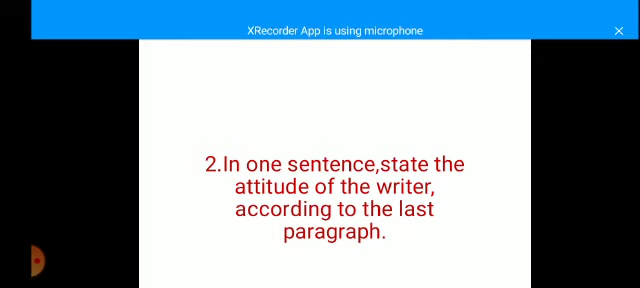 XRecorder App is using microphone
2.In one sentence,state the
attitude of the writer,
according to the last
paragraph.